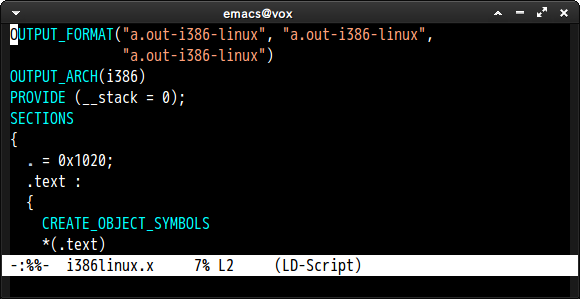 emacs@vox
OUTPUT_FORMAT("a.out-i386-linux", "a.out-i386-linux",
              "a.out-i386-linux")
OUTPUT_ARCH(i386)
PROVIDE (__stack = 0);
SECTIONS
{
  . = 0x1020;
  .text :
  {
    CREATE_OBJECT_SYMBOLS
    *(.text)
-:%%-  i386linux.x     7% L2     (LD-Script)